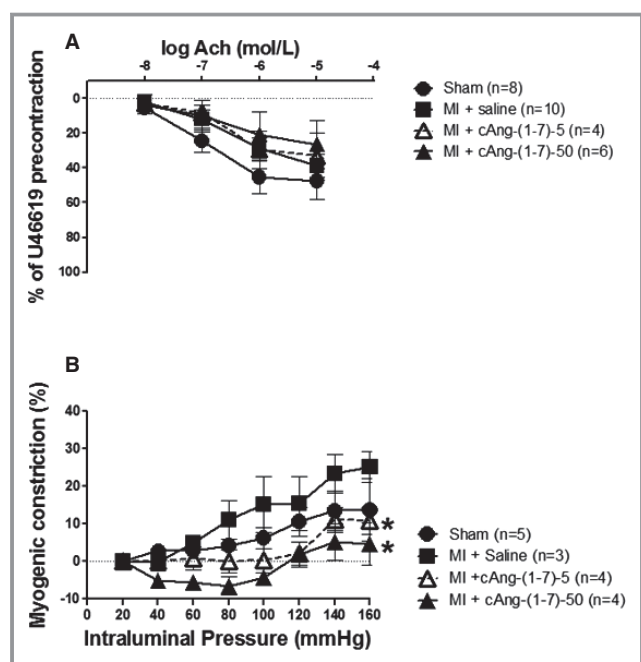 A
log Ach (mol/L)
-8 -7 -6 -5 -4
% of U46619 precontraction
0
20
40
60
80
100
Sham (n=8)
MI + saline (n=10)
MI + cAng-(1-7)-5 (n=4)
MI + cAng-(1-7)-50 (n=6)
B
Myogenic constriction (%)
40
30
20
10
0
-10
*
*
Sham (n=5)
MI + Saline (n=3)
MI +cAng-(1-7)-5 (n=4)
MI + cAng-(1-7)-50 (n=4)
0 20 40 60 80 100 120 140 160
Intraluminal Pressure (mmHg)